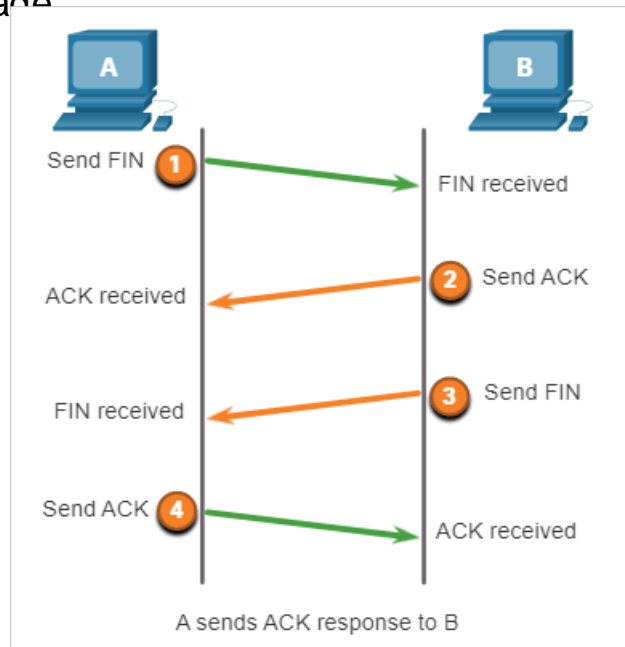 A
B
Send FIN 1
FIN received
2 Send ACK
ACK received
3 Send FIN
FIN received
Send ACK 4
ACK received
A sends ACK response to B